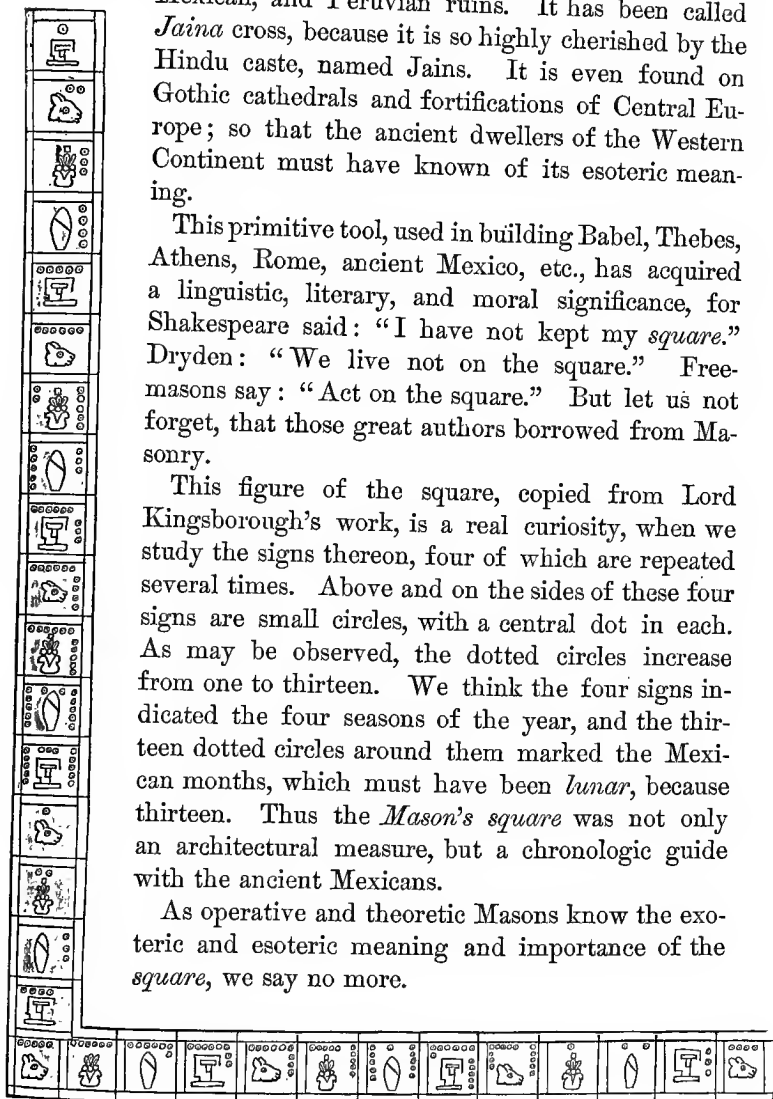 Mexican, and Peruvian ruins. It has been called
Jaina cross, because it is so highly cherished by the
Hindu caste, named Jains. It is even found on
Gothic cathedrals and fortifications of Central Eu-
rope; so that the ancient dwellers of the Western
Continent must have known of its esoteric mean-
ing.
This primitive tool, used in building Babel, Thebes,
Athens, Rome, ancient Mexico, etc., has acquired
a linguistic, literary, and moral significance, for
Shakespeare said: “I have not kept my square.”
Dryden: “We live not on the square.” Free-
masons say: “Act on the square.” But let us not
forget, that those great authors borrowed from Ma-
sonry.
This figure of the square, copied from Lord
Kingsborough’s work, is a real curiosity, when we
study the signs thereon, four of which are repeated
several times. Above and on the sides of these four
signs are small circles, with a central dot in each.
As may be observed, the dotted circles increase
from one to thirteen. We think the four signs in-
dicated the four seasons of the year, and the thir-
teen dotted circles around them marked the Mexi-
can months, which must have been lunar, because
thirteen. Thus the Mason’s square was not only
an architectural measure, but a chronologic guide
with the ancient Mexicans.
As operative and theoretic Masons know the exo-
teric and esoteric meaning and importance of the
square, we say no more.